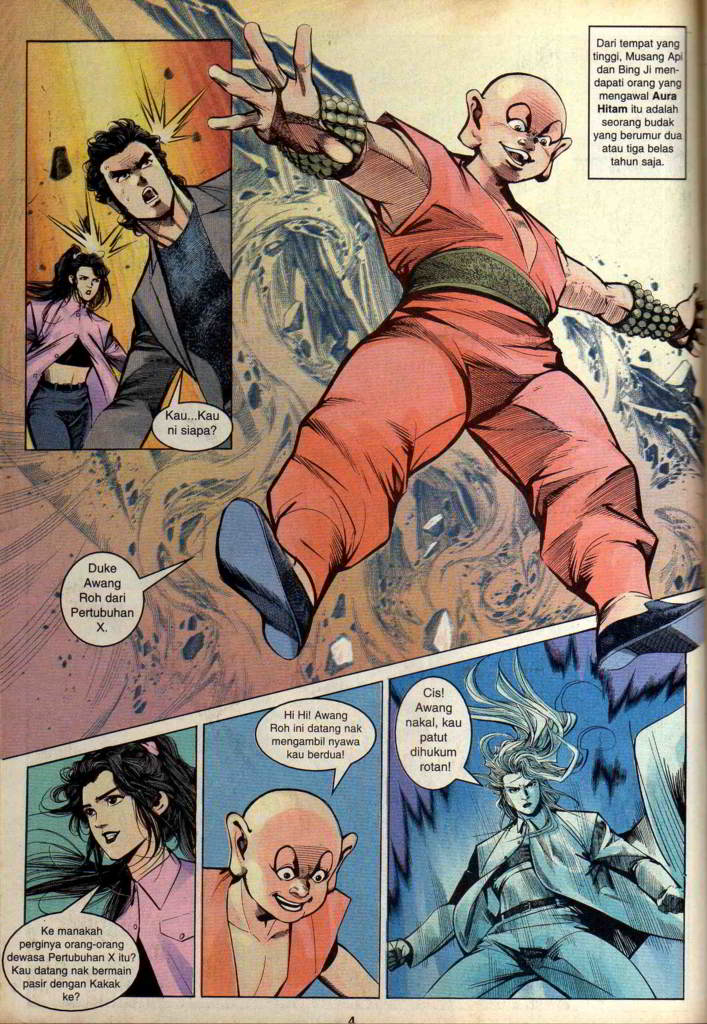 Dari tempat yang
tinggi, Musang Api
dan Bing Ji men-
dapati orang yang
mengawal Aura
Hitam itu adalah
seorang budak
yang berumur dua
atau tiga belas
tahun saja.
Kau...Kau
ni siapa?
Duke
Awang
Roh dari
Pertubuhan
X.
Ke manakah
perginya orang-orang
dewasa Pertubuhan X itu?
Kau datang nak bermain
pasir dengan Kakak
ke?
Hi Hi! Awang
Roh ini datang nak
mengambil nyawa
kau berdua!
Cis!
Awang
nakal, kau
patut
dihukum
rotan!
4